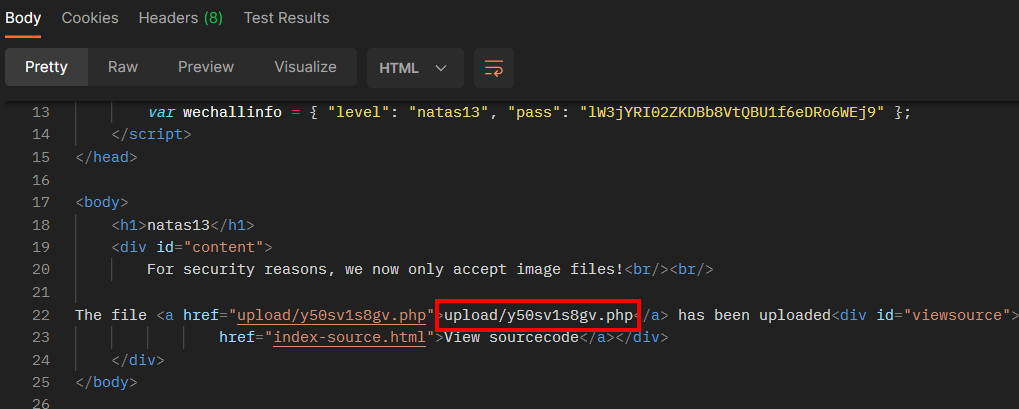 Body Cookies Headers (8) Test Results
Pretty Raw Preview Visualize HTML
13 var wechallinfo = { "level": "natas13", "pass": "lW3jYRI02ZKDBb8VtQBU1f6eDRo6WEj9" };
14 </script>
15 </head>
16
17 <body>
18 <h1>natas13</h1>
19 <div id="content">
20 For security reasons, we now only accept image files!<br/><br/>
21
22 The file <a href="upload/y50sv1s8gv.php">upload/y50sv1s8gv.php</a> has been uploaded<div id="viewsource">
23 href="index-source.html">View sourcecode</a></div>
24 </div>
25 </body>
26